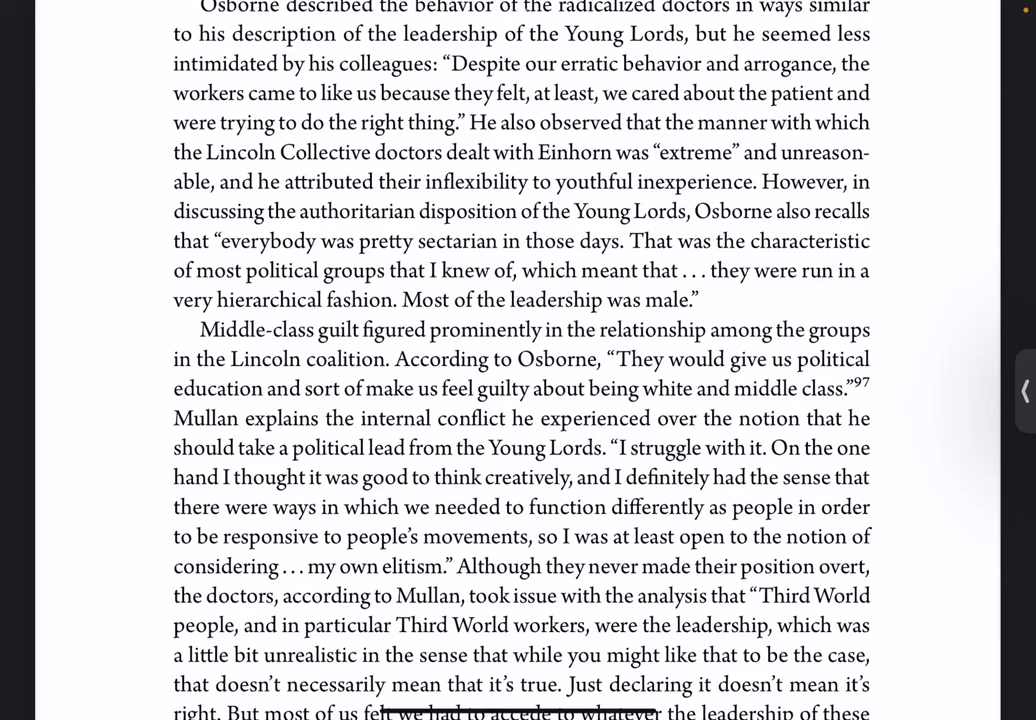 Osborne described the behavior of the radicalized doctors in ways similar
to his description of the leadership of the Young Lords, but he seemed less
intimidated by his colleagues: “Despite our erratic behavior and arrogance, the
workers came to like us because they felt, at least, we cared about the patient and
were trying to do the right thing.” He also observed that the manner with which
the Lincoln Collective doctors dealt with Einhorn was “extreme” and unreason-
able, and he attributed their inflexibility to youthful inexperience. However, in
discussing the authoritarian disposition of the Young Lords, Osborne also recalls
that “everybody was pretty sectarian in those days. That was the characteristic
of most political groups that I knew of, which meant that . . . they were run in a
very hierarchical fashion. Most of the leadership was male.”
Middle-class guilt figured prominently in the relationship among the groups
in the Lincoln coalition. According to Osborne, “They would give us political
education and sort of make us feel guilty about being white and middle class.”97
Mullan explains the internal conflict he experienced over the notion that he
should take a political lead from the Young Lords. “I struggle with it. On the one
hand I thought it was good to think creatively, and I definitely had the sense that
there were ways in which we needed to function differently as people in order
to be responsive to people’s movements, so I was at least open to the notion of
considering . . . my own elitism.” Although they never made their position overt,
the doctors, according to Mullan, took issue with the analysis that “Third World
people, and in particular Third World workers, were the leadership, which was
a little bit unrealistic in the sense that while you might like that to be the case,
that doesn’t necessarily mean that it’s true. Just declaring it doesn’t mean it’s
right. But most of us felt we had to accede to whatever the leadership of these